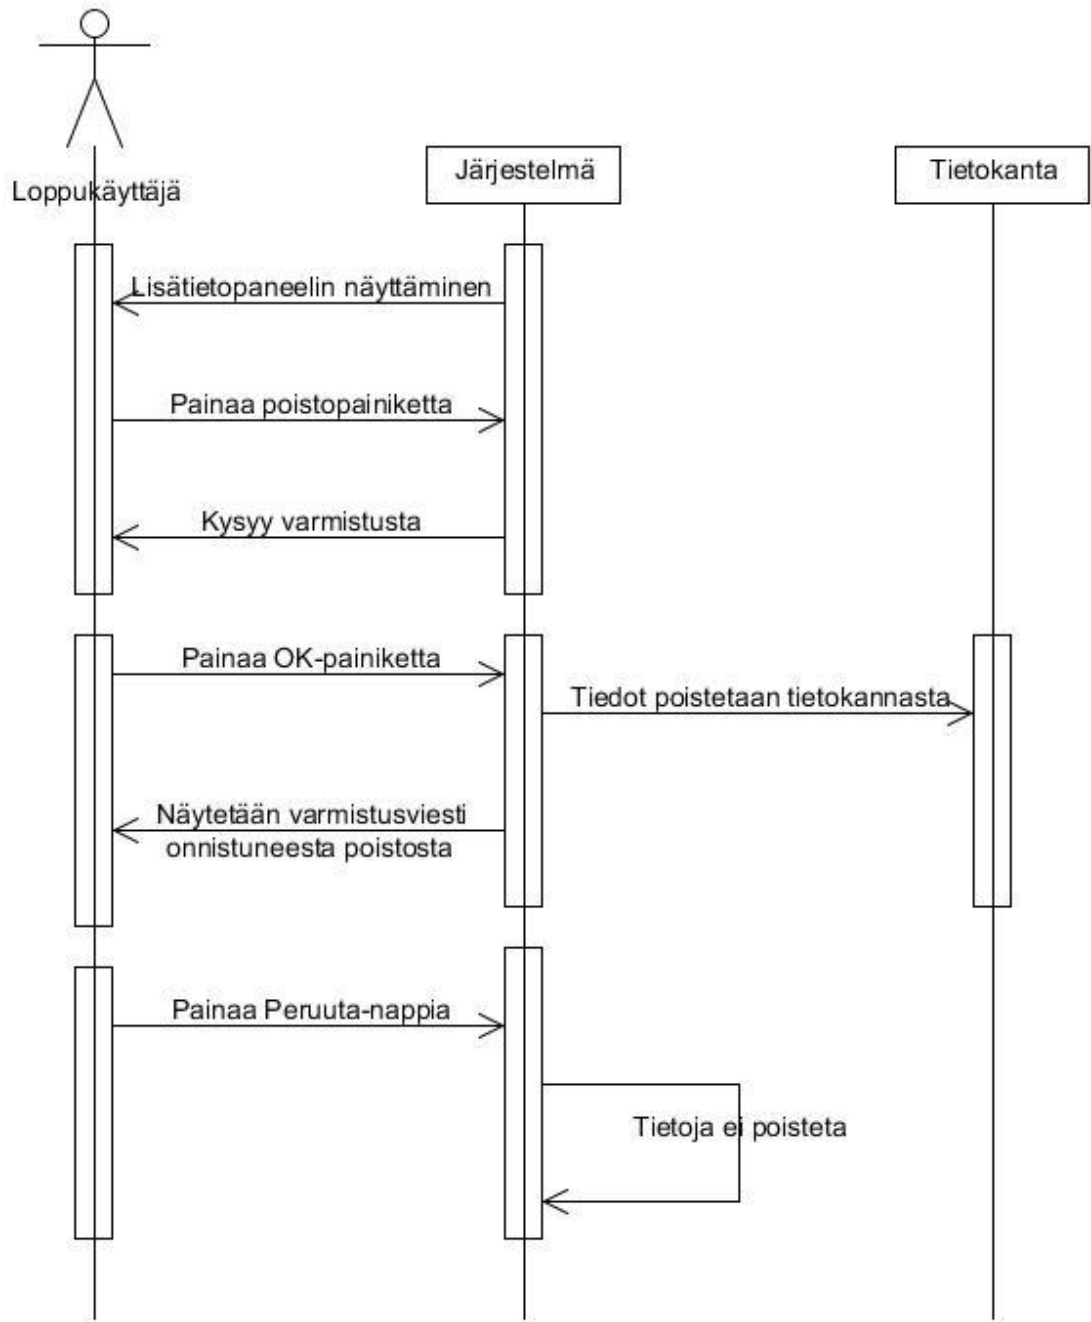 Loppukäyttäjä
Järjestelmä
Tietokanta
Lisätietopaneelin näyttäminen
Painaa poistopainiketta
Kysyy varmistusta
Painaa OK-painiketta
Tiedot poistetaan tietokannasta
Näytetään varmistusviesti
onnistuneesta poistosta
Painaa Peruuta-nappia
Tietoja ei poisteta